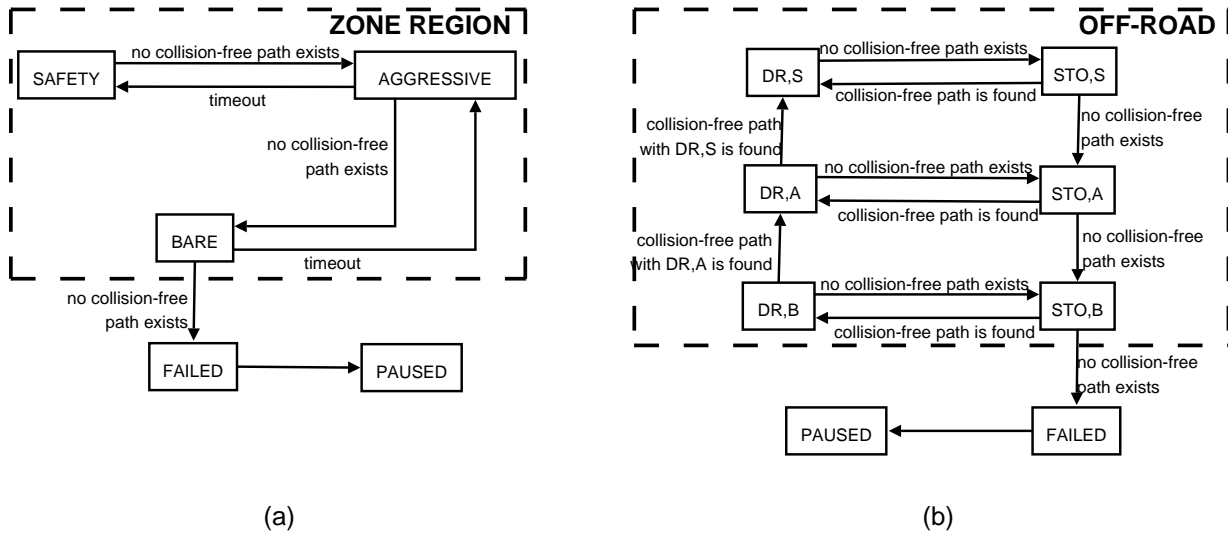 ZONE REGION
no collision-free path exists
SAFETY
AGGRESSIVE
timeout
no collision-free
path exists
BARE
timeout
no collision-free
path exists
FAILED
PAUSED
(a)
OFF-ROAD
no collision-free path exists
DR,S
STO,S
collision-free path is found
collision-free path
with DR,S is found
no collision-free
path exists
no collision-free path exists
DR,A
STO,A
collision-free path is found
collision-free path
with DR,A is found
no collision-free
path exists
no collision-free path exists
DR,B
STO,B
collision-free path is found
no collision-free
path exists
PAUSED
FAILED
(b)